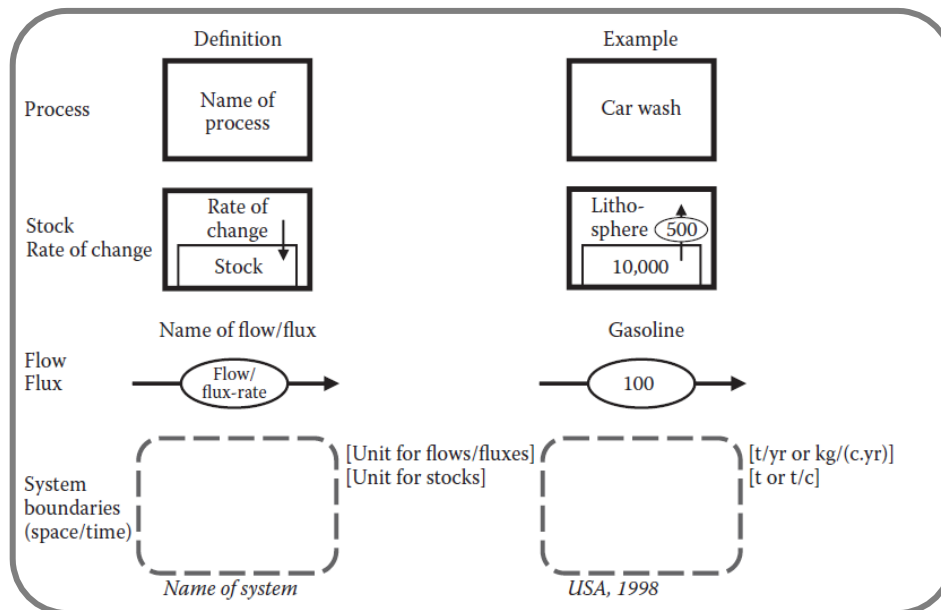 Definition
Example
Process
Name of
process
Car wash
Stock
Rate of change
Rate of
change
Stock
Litho-
sphere
500
10,000
Name of flow/flux
Gasoline
Flow
Flux
Flow/
flux-rate
100
System
boundaries
(space/time)
[Unit for flows/fluxes]
[Unit for stocks]
[t/yr or kg/(c.yr)]
[t or t/c]
Name of system
USA, 1998